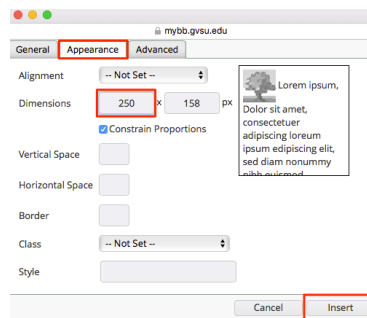 mybb.gvsu.edu
General Appearance Advanced
Alignment -- Not Set --
Dimensions 250 x 158 px
Constrain Proportions
Vertical Space
Horizontal Space
Border
Class -- Not Set --
Style
Lorem ipsum,
Dolor sit amet,
consectetuer
adipiscing loreum
ipsum edipiscing elit,
sed diam nonummy
nibh euismod
Cancel Insert